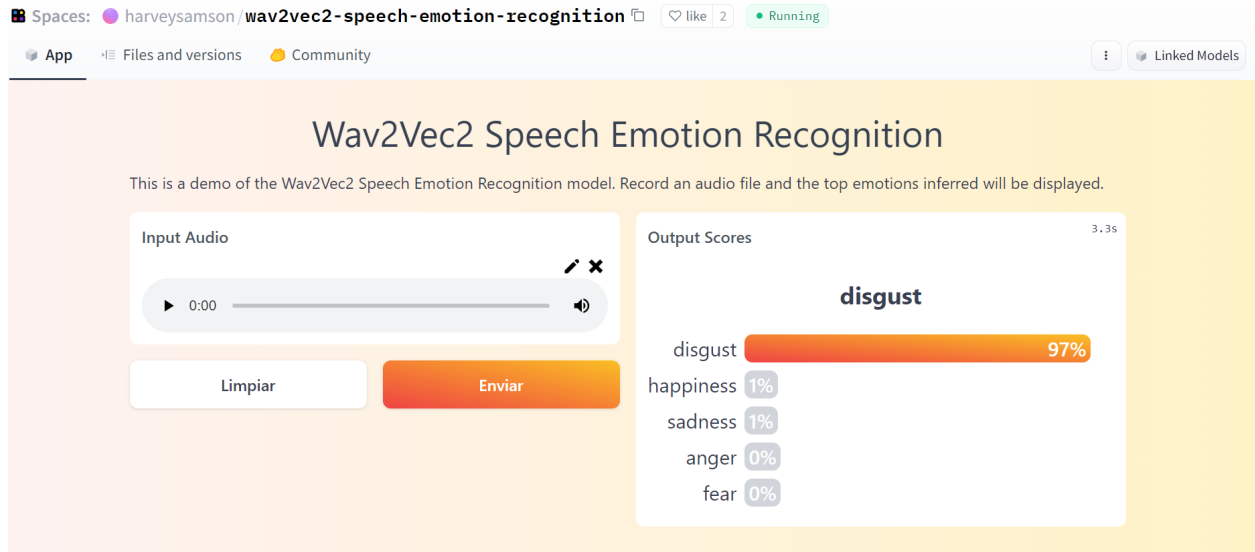 Spaces: harveysamson/wav2vec2-speech-emotion-recognition like 2 Running
App Files and versions Community Linked Models
Wav2Vec2 Speech Emotion Recognition
This is a demo of the Wav2Vec2 Speech Emotion Recognition model. Record an audio file and the top emotions inferred will be displayed.
Input Audio
0:00
Limpiar Enviar
Output Scores 3.3s
disgust
disgust 97%
happiness 1%
sadness 1%
anger 0%
fear 0%